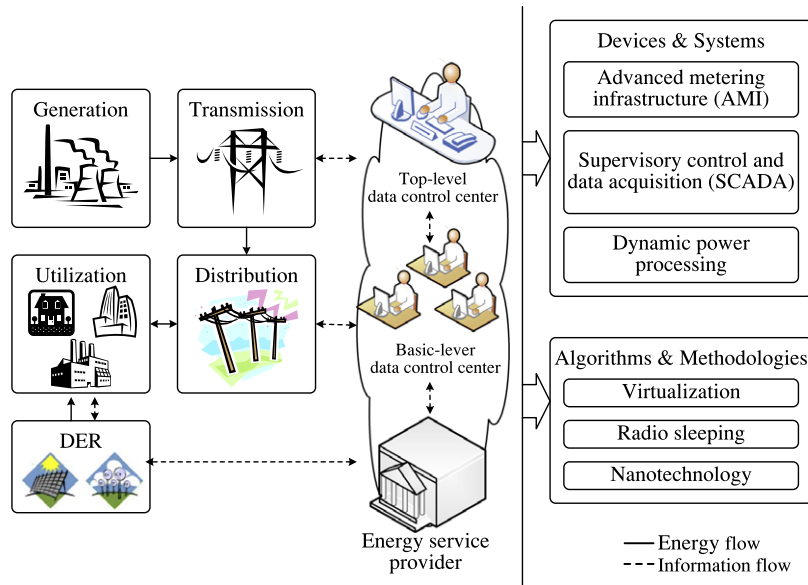 Generation
Transmission
Utilization
Distribution
DER
Top-level
data control center
Basic-lever
data control center
Energy service
provider
Devices & Systems
Advanced metering
infrastructure (AMI)
Supervisory control and
data acquisition (SCADA)
Dynamic power
processing
Algorithms & Methodologies
Virtualization
Radio sleeping
Nanotechnology
Energy flow
Information flow